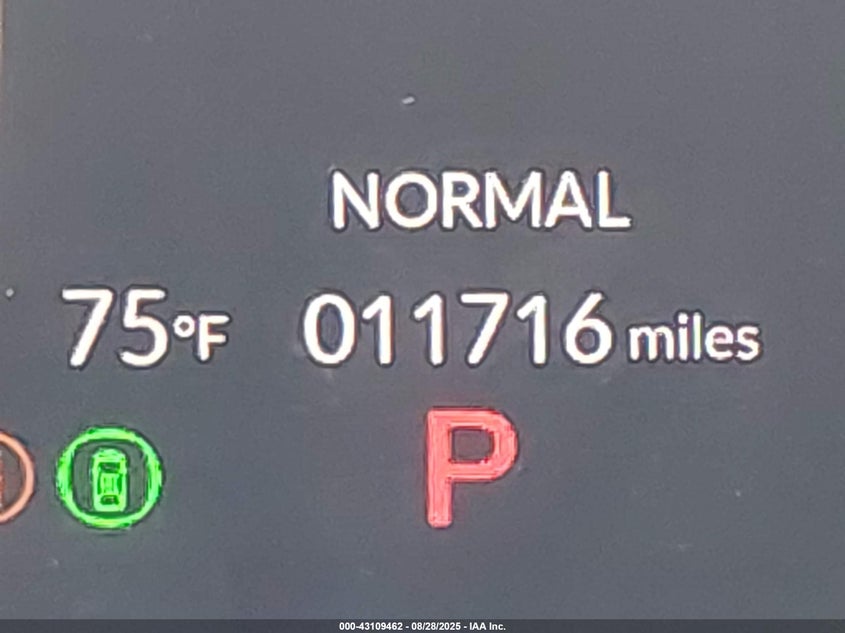 NORMAL
75°F 011716 miles
P
000-43109462 - 08/28/2025 - IAA Inc.